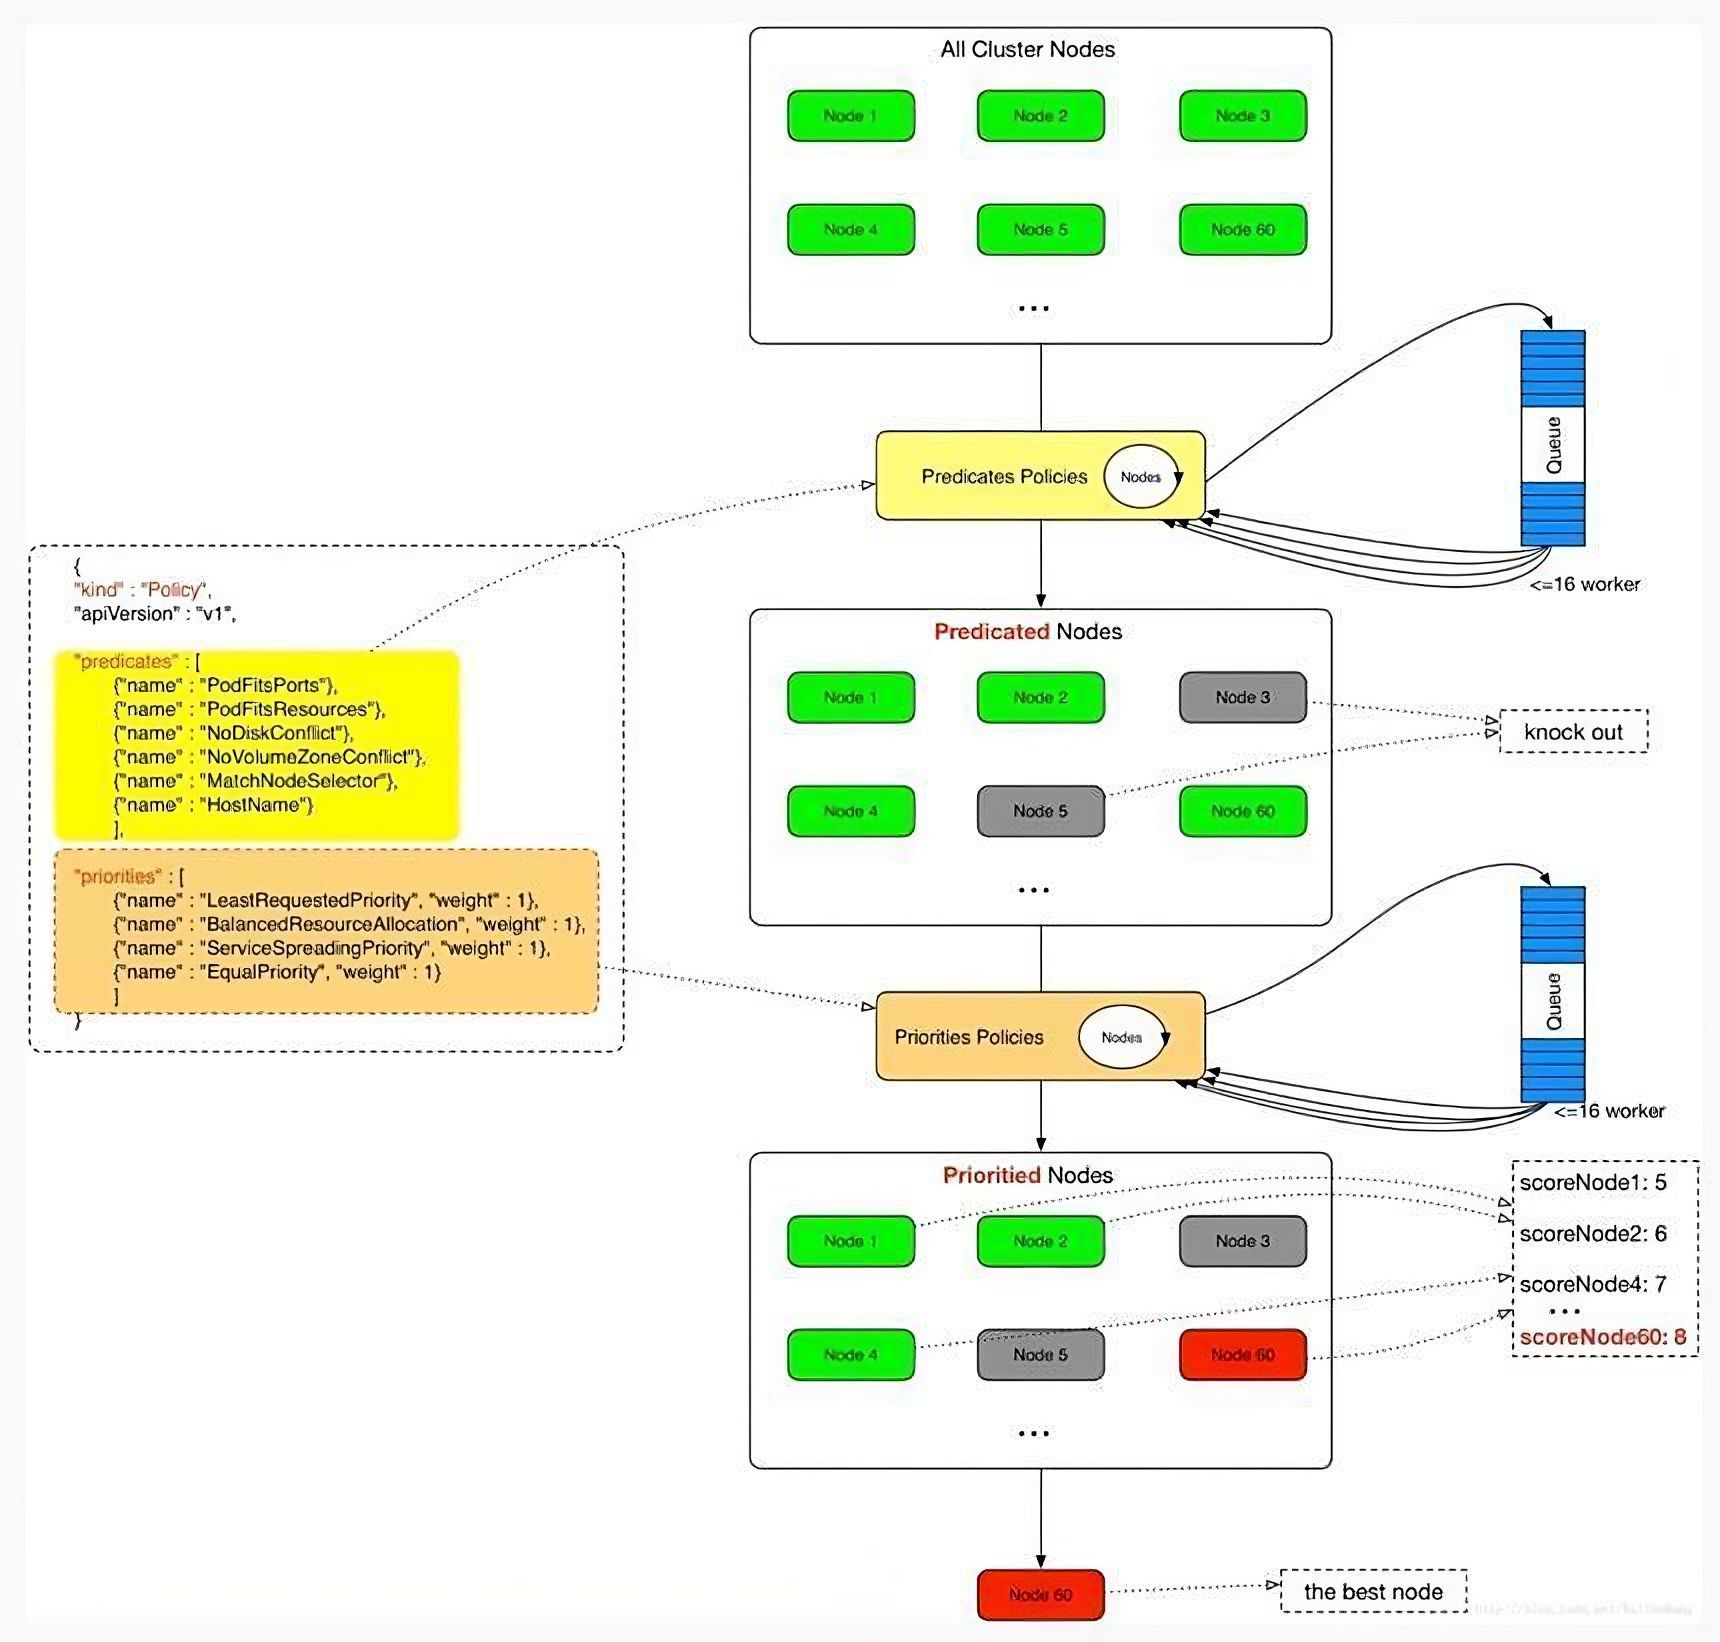 All Cluster Nodes
Node 1
Node 2
Node 3
Node 4
Node 5
Node 60
...
Predicates Policies
Nodes
Queue
<=16 worker
{
"kind" : "Policy",
"apiVersion" : "v1",
"predicates" : [
{"name" : "PodFitsPorts"},
{"name" : "PodFitsResources"},
{"name" : "NoDiskConflict"},
{"name" : "NoVolumeZoneConflict"},
{"name" : "MatchNodeSelector"},
{"name" : "HostName"}
],
"priorities" : [
{"name" : "LeastRequestedPriority", "weight" : 1},
{"name" : "BalancedResourceAllocation", "weight" : 1},
{"name" : "ServiceSpreadingPriority", "weight" : 1},
{"name" : "EqualPriority", "weight" : 1}
]
}
Predicated Nodes
Node 1
Node 2
Node 3
knock out
Node 4
Node 5
Node 60
...
Priorities Policies
Nodes
Queue
<=16 worker
Prioritied Nodes
Node 1
Node 2
Node 3
Node 4
Node 5
Node 60
...
scoreNode1: 5
scoreNode2: 6
scoreNode4: 7
...
scoreNode60: 8
Node 60
the best node